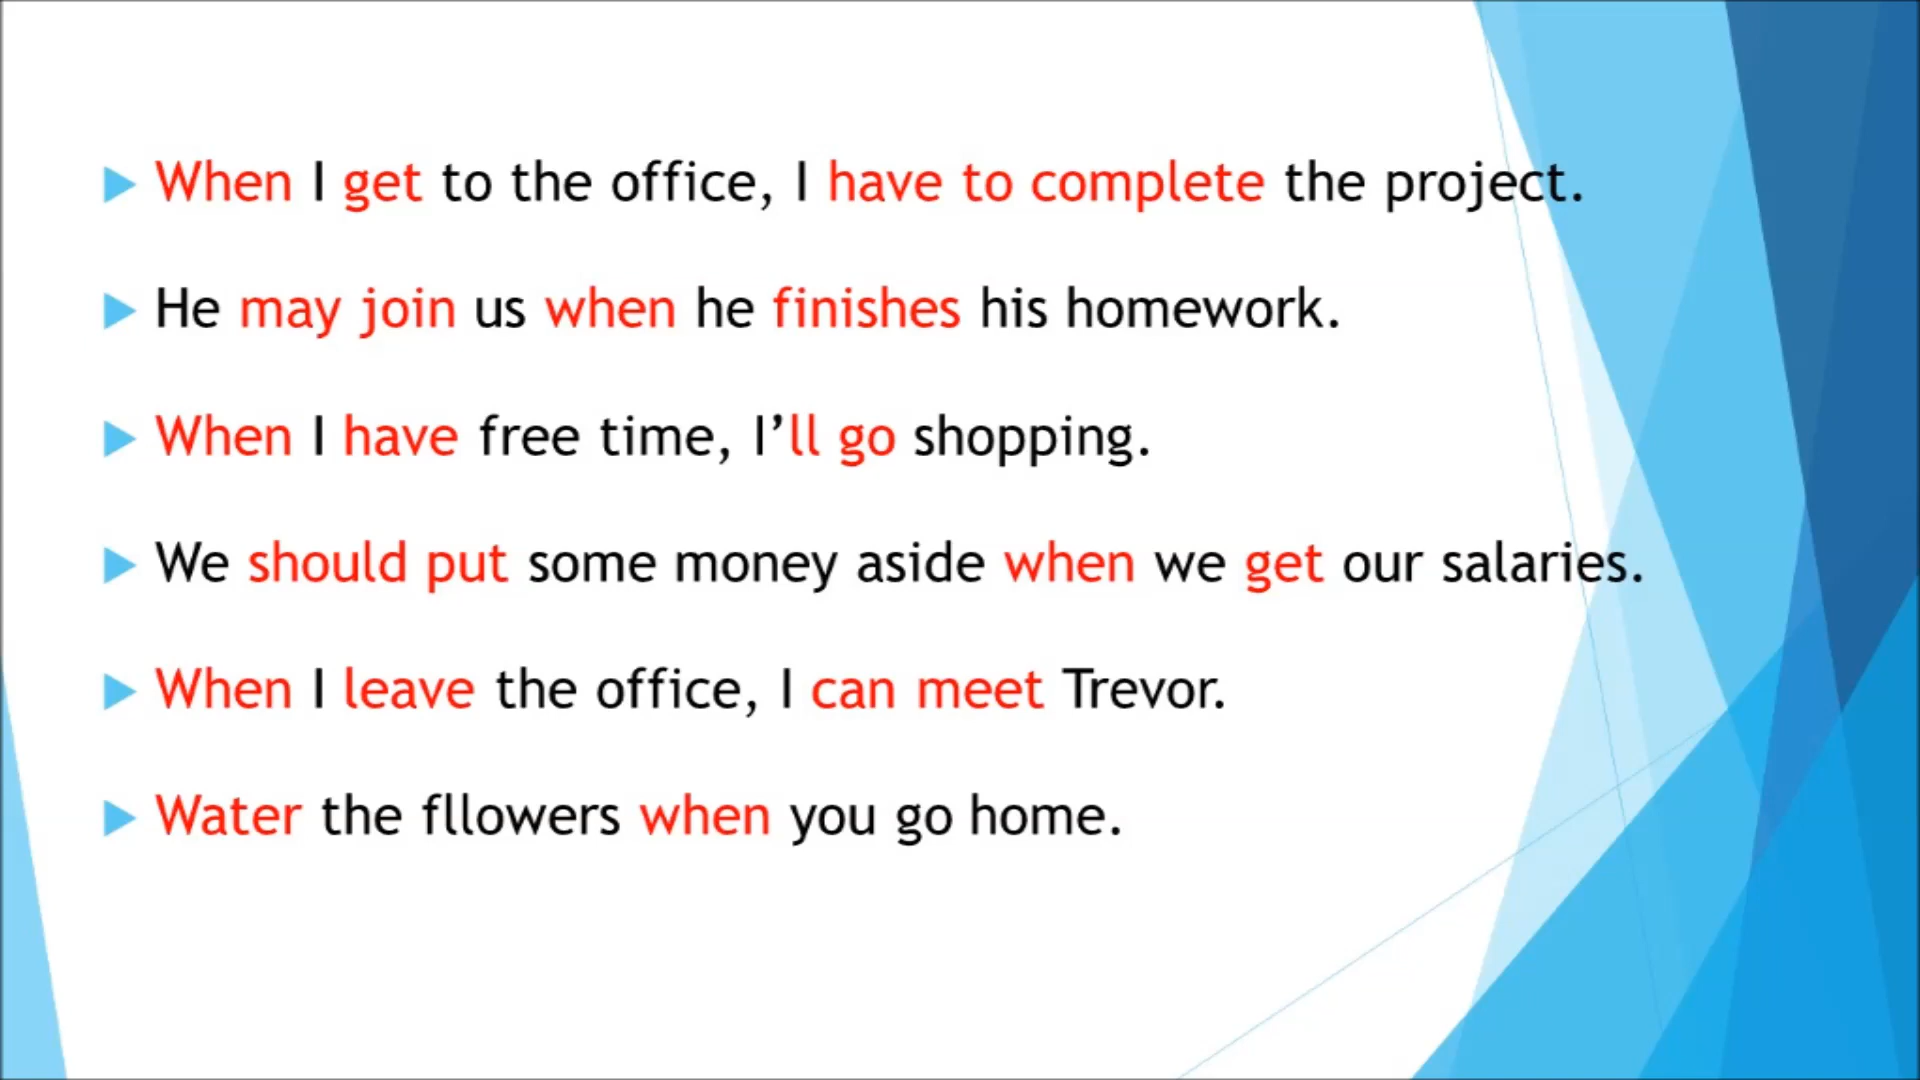 When I get to the office, I have to complete the project.
He may join us when he finishes his homework.
When I have free time, I’ll go shopping.
We should put some money aside when we get our salaries.
When I leave the office, I can meet Trevor.
Water the fllowers when you go home.